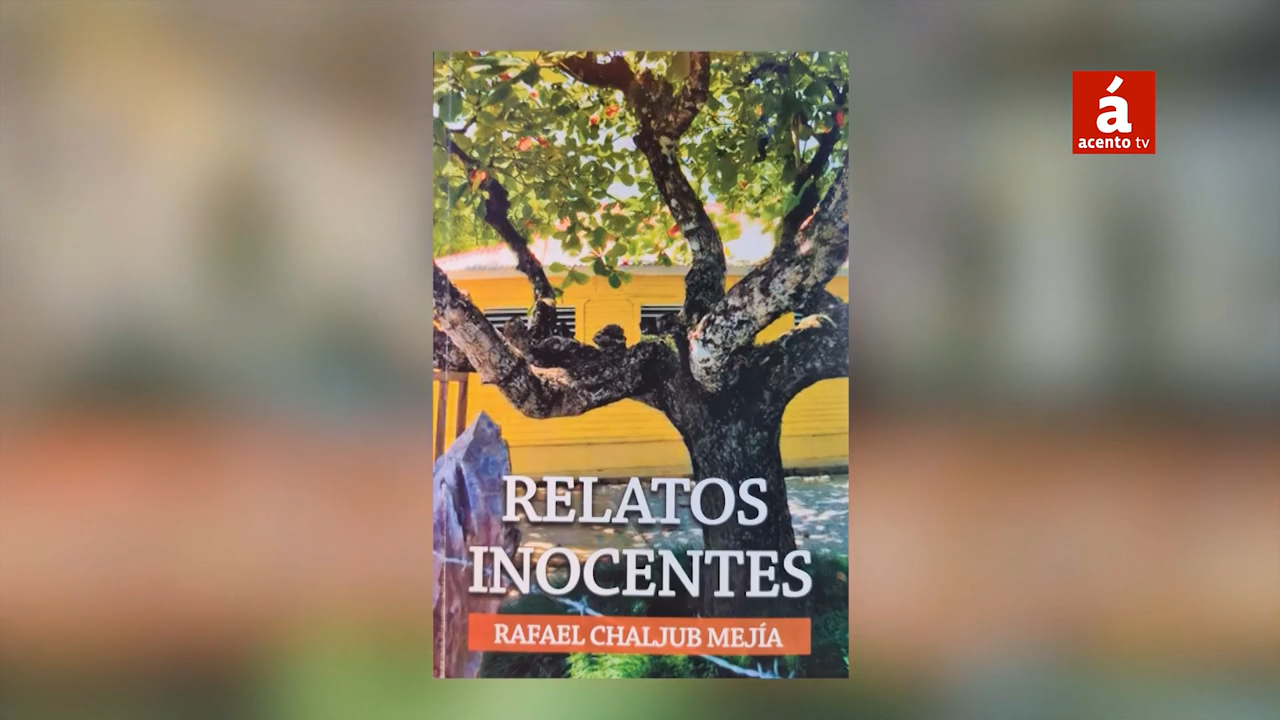 á
acento tv
RELATOS
INOCENTES
RAFAEL CHALJUB MEJÍA